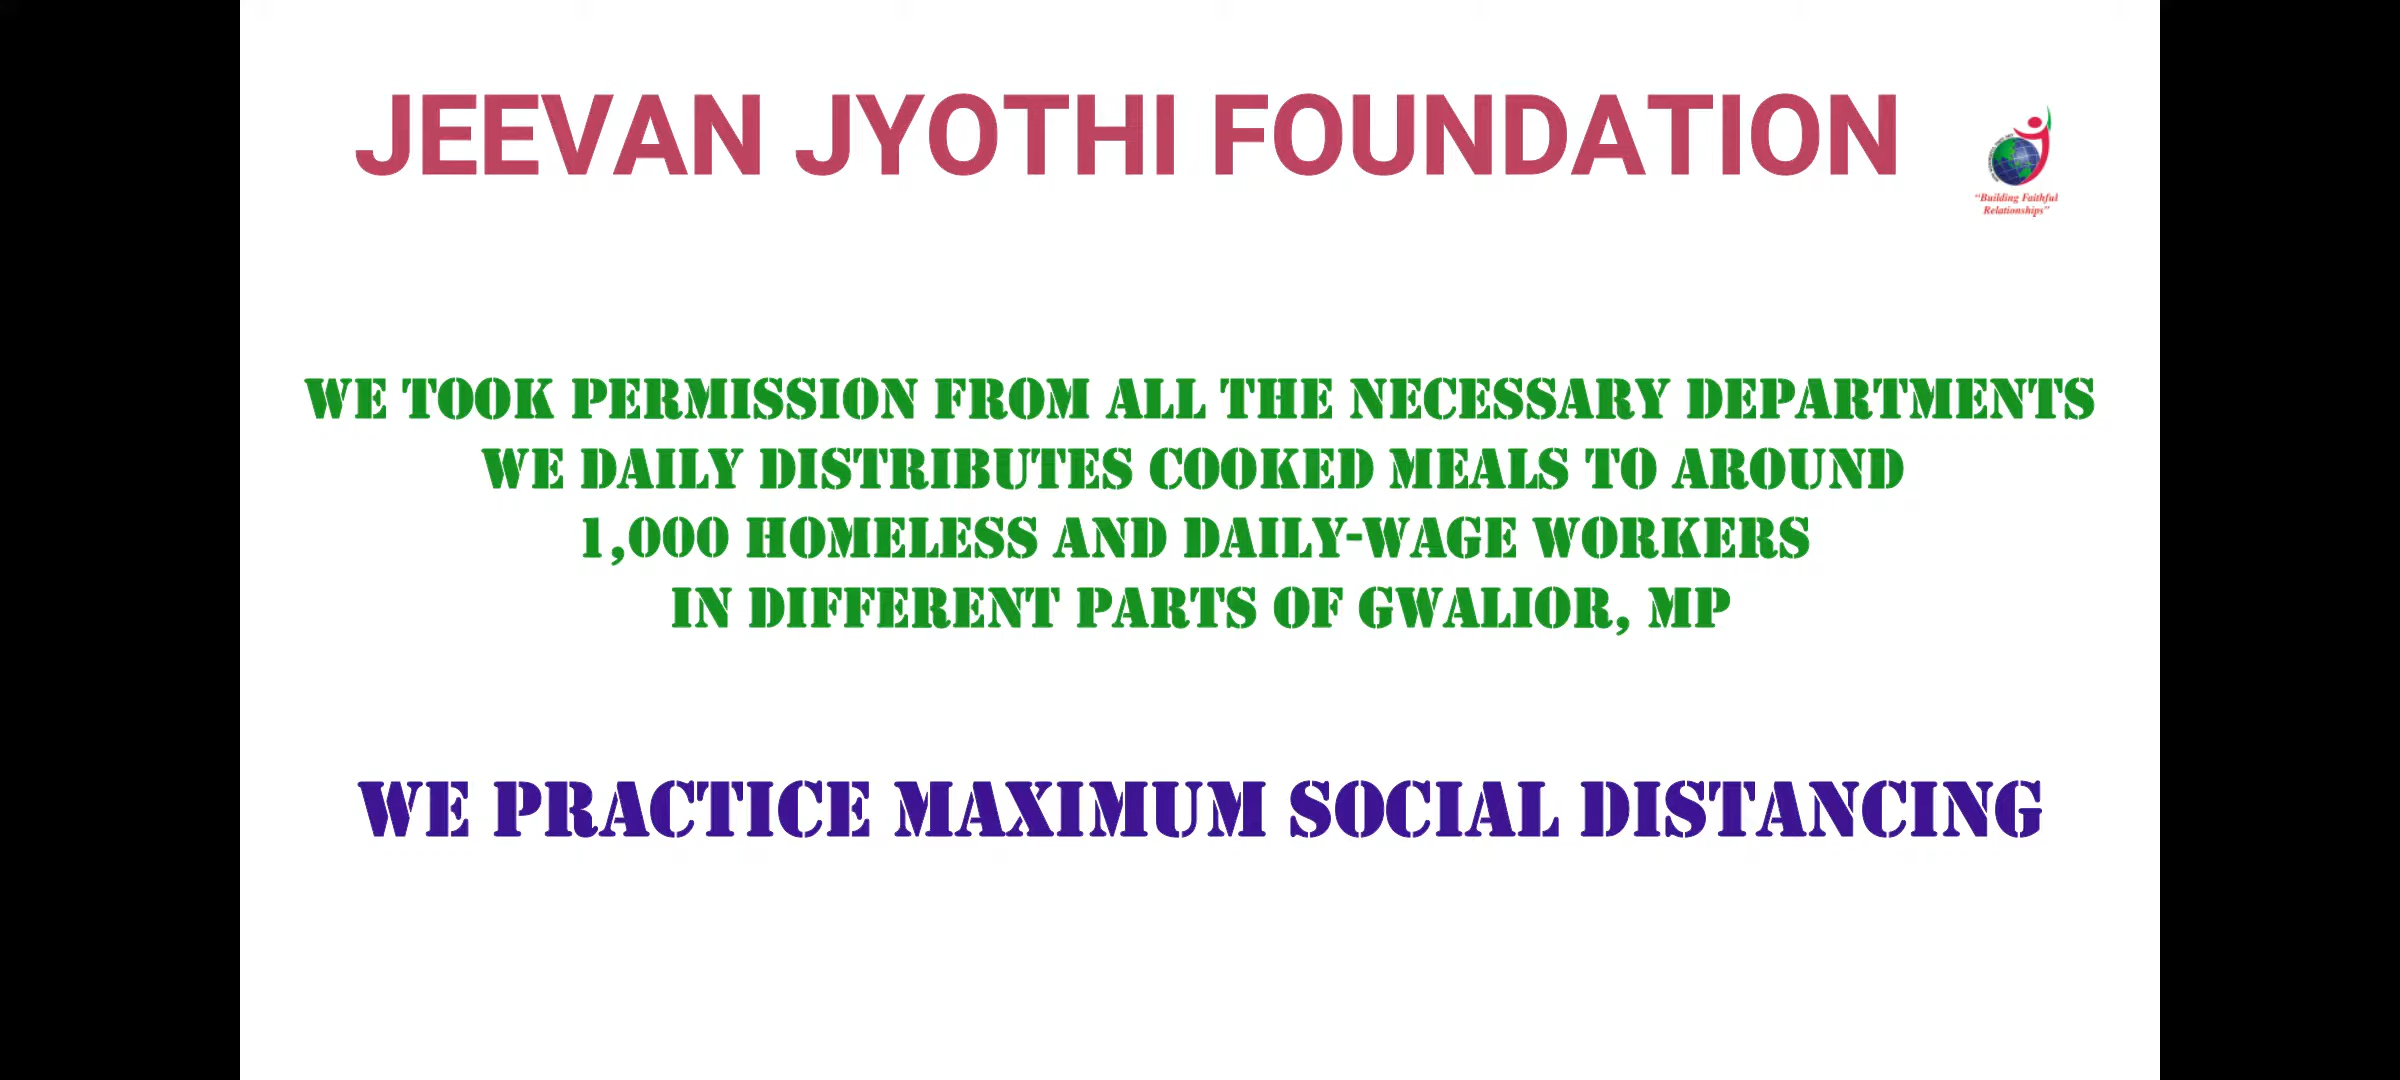 JEEVAN JYOTHI FOUNDATION
"Building Faithful
Relationships"
WE TOOK PERMISSION FROM ALL THE NECESSARY DEPARTMENTS
WE DAILY DISTRIBUTES COOKED MEALS TO AROUND
1,000 HOMELESS AND DAILY-WAGE WORKERS
IN DIFFERENT PARTS OF GWALIOR, MP
WE PRACTICE MAXIMUM SOCIAL DISTANCING